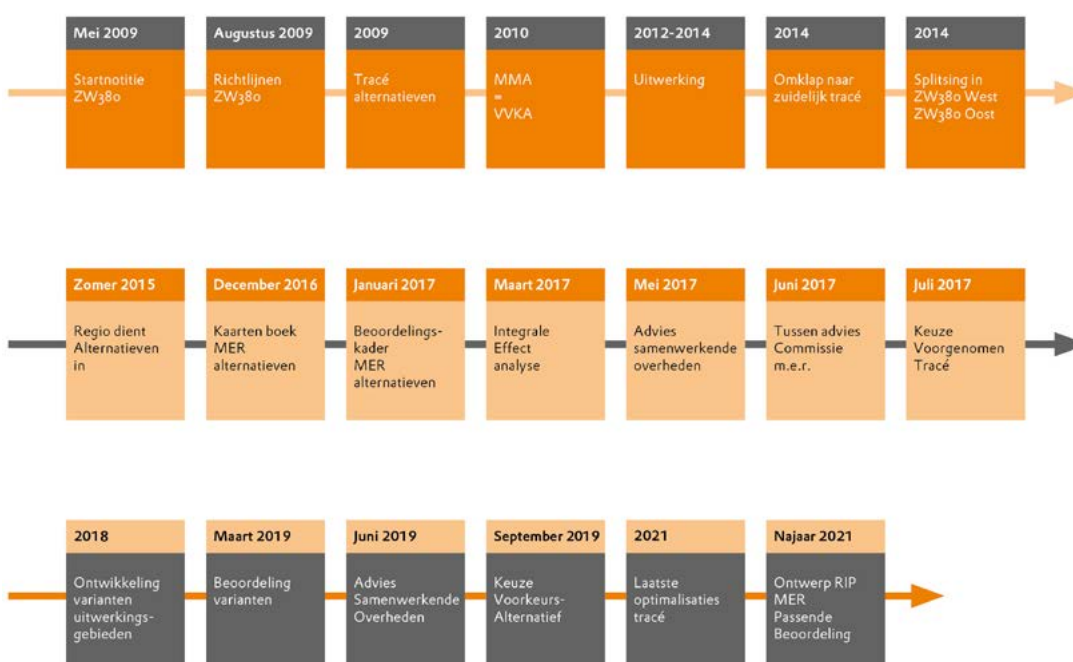 Mei 2009
Startnotitie
ZW380
Augustus 2009
Richtlijnen
ZW380
2009
Tracé
alternatieven
2010
MMA
=
VVKA
2012-2014
Uitwerking
2014
Omklap naar
zuidelijk tracé
2014
Splitsing in
ZW380 West
ZW380 Oost
Zomer 2015
Regio dient
Alternatieven
in
December 2016
Kaarten boek
MER
alternatieven
Januari 2017
Beoordelings-
kader
MER
alternatieven
Maart 2017
Integrale
Effect
analyse
Mei 2017
Advies
samenwerkende
overheden
Juni 2017
Tussen advies
Commissie
m.e.r.
Juli 2017
Keuze
Voorgenomen
Tracé
2018
Ontwikkeling
varianten
uitwerkings-
gebieden
Maart 2019
Beoordeling
varianten
Juni 2019
Advies
Samenwerkende
Overheden
September 2019
Keuze
Voorkeurs-
Alternatief
2021
Laatste
optimalisaties
tracé
Najaar 2021
Ontwerp RIP
MER
Passende
Beoordeling